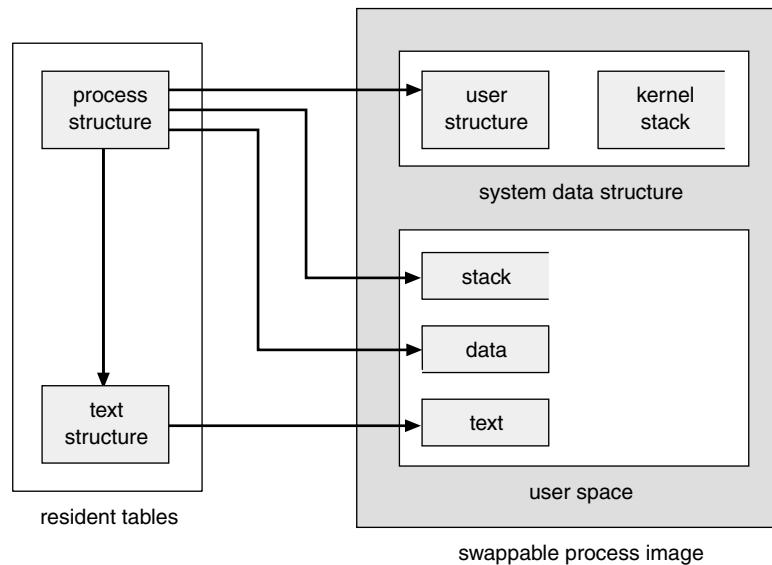 process
structure
text
structure
resident tables
user
structure
kernel
stack
system data structure
stack
data
text
user space
swappable process image